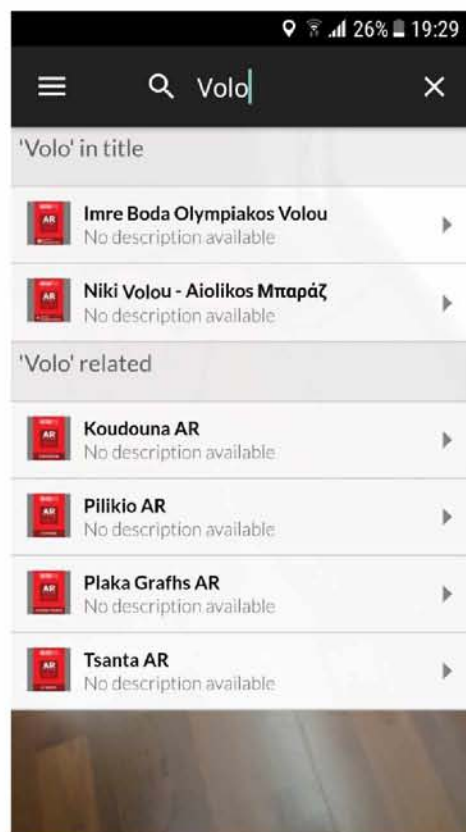 26% 19:29
Volo
'Volo' in title
AR
Imre Boda Olympiakos Volou
No description available
AR
Niki Volou - Aiolikos Μπαράζ
No description available
'Volo' related
AR
Koudouna AR
No description available
AR
Pilikio AR
No description available
AR
Plaka Grafhs AR
No description available
AR
Tsanta AR
No description available